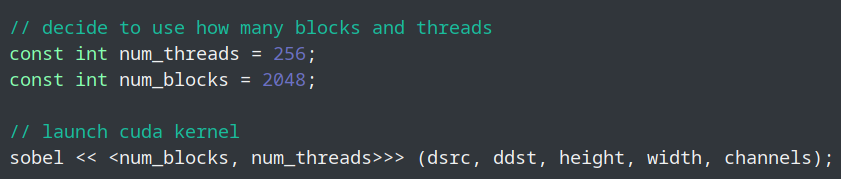 // decide to use how many blocks and threads
const int num_threads = 256;
const int num_blocks = 2048;
// launch cuda kernel
sobel << <num_blocks, num_threads>>> (dsrc, ddst, height, width, channels);